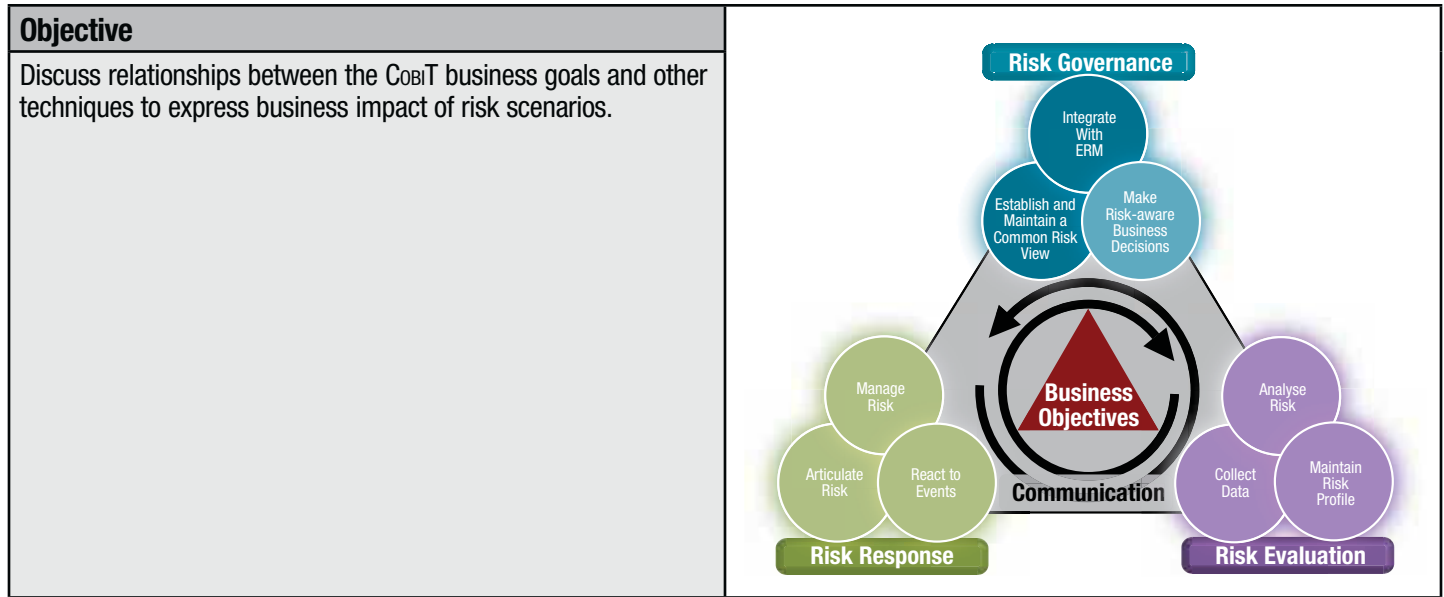 Objective
Discuss relationships between the COBIT business goals and other
techniques to express business impact of risk scenarios.
Risk Governance
Integrate
With
ERM
Establish and
Maintain a
Common Risk
View
Make
Risk-aware
Business
Decisions
Business
Objectives
Communication
Manage
Risk
Articulate
Risk
React to
Events
Risk Response
Analyse
Risk
Collect
Data
Maintain
Risk
Profile
Risk Evaluation